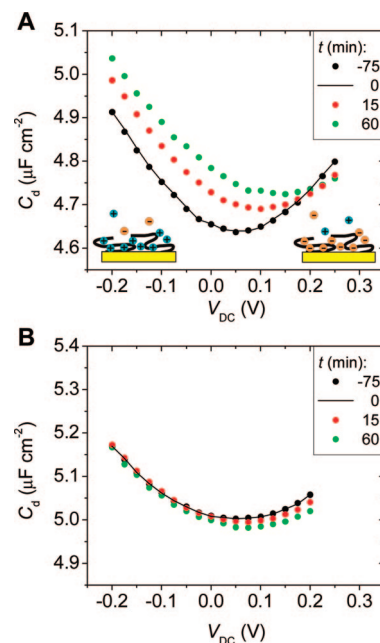 A
t (min):
-75
0
15
60
5.1
5.0
4.9
4.8
4.7
4.6
C_d (µF cm⁻²)
-0.2 -0.1 0.0 0.1 0.2 0.3
V_DC (V)
B
t (min):
-75
0
15
60
5.4
5.3
5.2
5.1
5.0
4.9
C_d (µF cm⁻²)
-0.2 -0.1 0.0 0.1 0.2 0.3
V_DC (V)